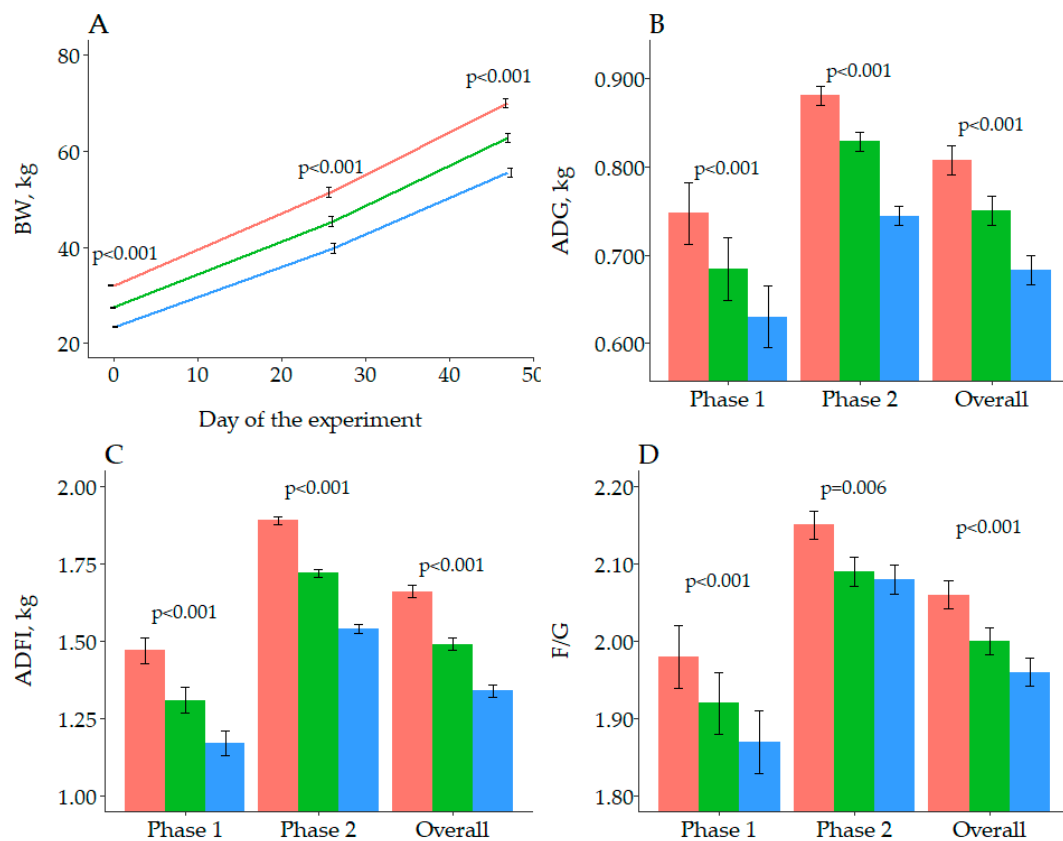 A
BW, kg
80
60
40
20
p<0.001
p<0.001
p<0.001
0
10
20
30
40
50
Day of the experiment
B
ADG, kg
0.900
0.800
0.700
0.600
p<0.001
p<0.001
p<0.001
Phase 1
Phase 2
Overall
C
ADFI, kg
2.00
1.75
1.50
1.25
1.00
p<0.001
p<0.001
p<0.001
Phase 1
Phase 2
Overall
D
F/G
2.20
2.10
2.00
1.90
1.80
p<0.001
p=0.006
p<0.001
Phase 1
Phase 2
Overall